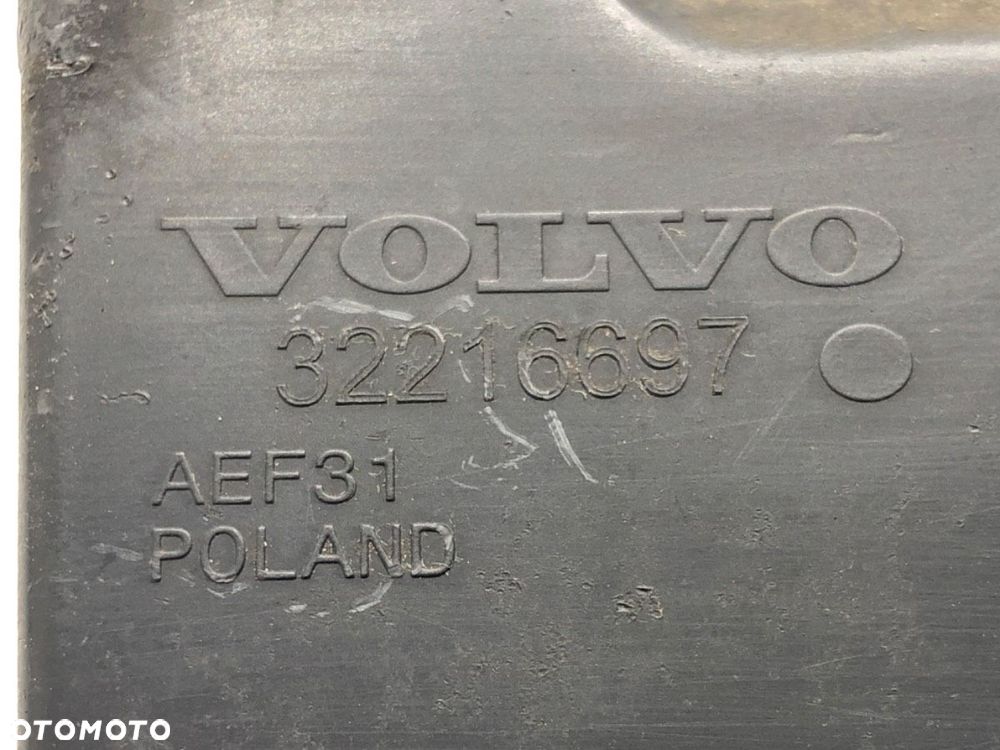 VOLVO
32216697
AEF31
POLAND
OTOMOTO